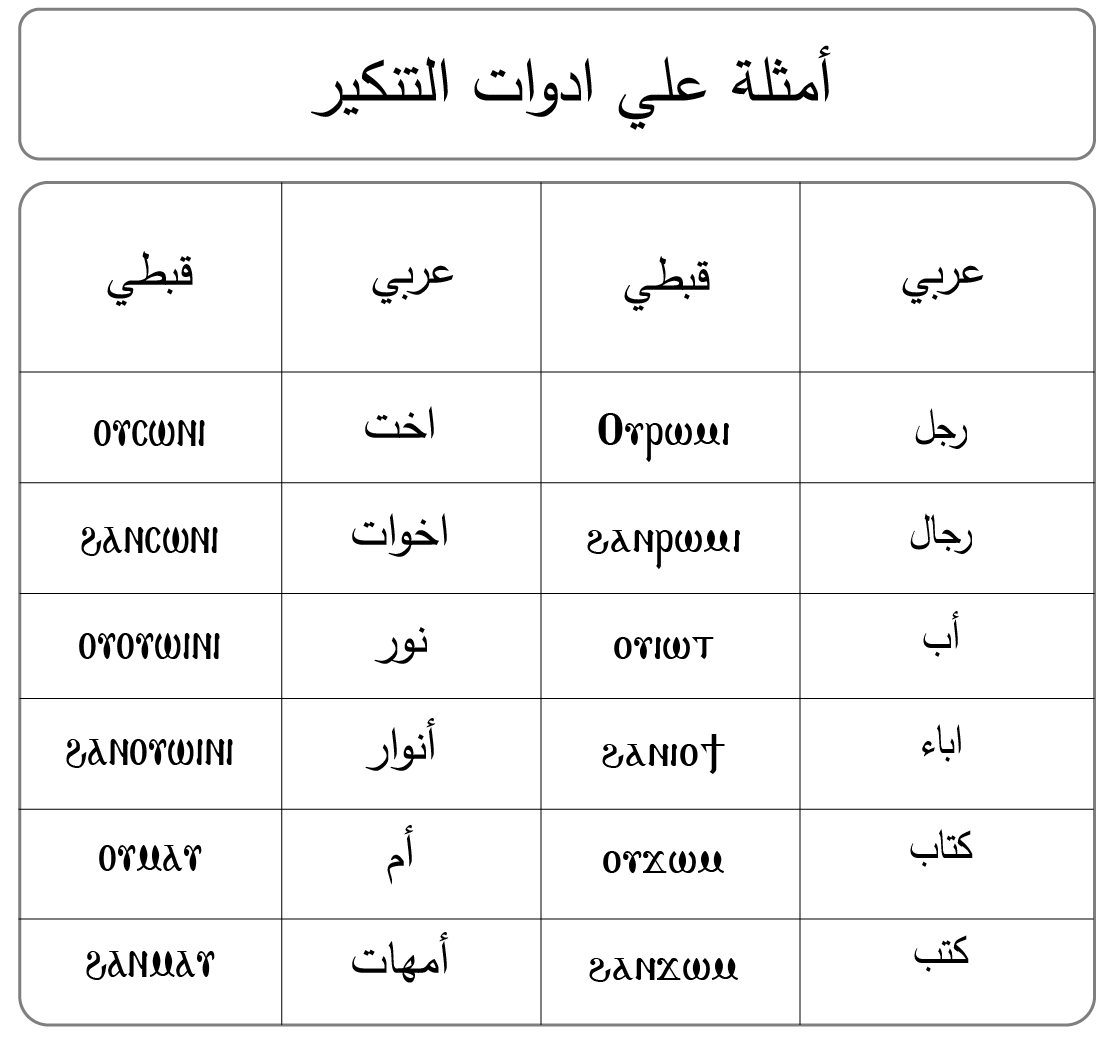 أمثلة علي ادوات التنكير
عربي قبطي عربي قبطي
رجل Ⲟⲩⲣⲱⲙⲓ اخت ⲟⲩⲥⲱⲛⲓ
رجال ϩⲁⲛⲣⲱⲙⲓ اخوات ϩⲁⲛⲥⲱⲛⲓ
أب ⲟⲩⲓⲱⲧ نور ⲟⲩⲟⲩⲱⲓⲛⲓ
اباء ϩⲁⲛⲓⲟϯ أنوار ϩⲁⲛⲟⲩⲱⲓⲛⲓ
كتاب ⲟⲩϫⲱⲙ أم ⲟⲩⲙⲁⲩ
كتب ϩⲁⲛϫⲱⲙ أمهات ϩⲁⲛⲙⲁⲩ